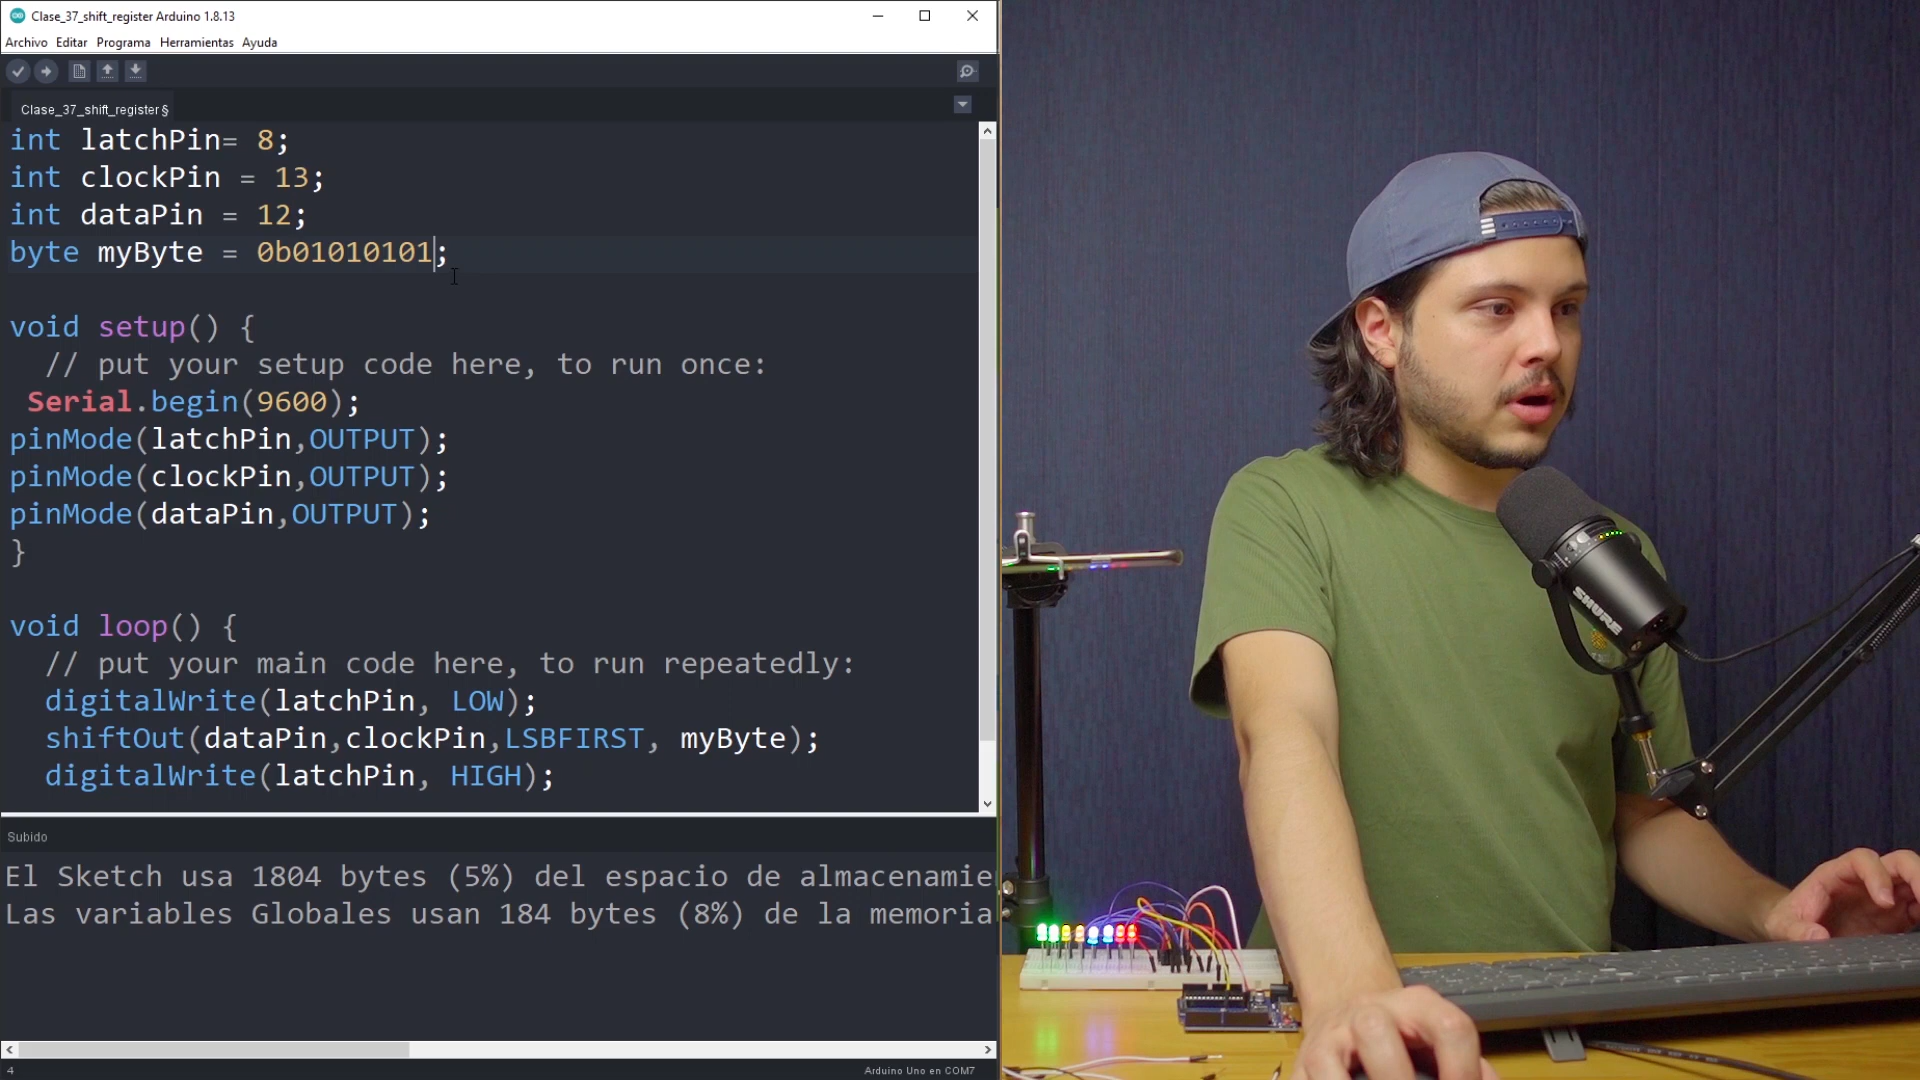 Clase_37_shift_register Arduino 1.8.13
Archivo Editar Programa Herramientas Ayuda
Clase_37_shift_register §
int latchPin= 8;
int clockPin = 13;
int dataPin = 12;
byte myByte = 0b01010101;
void setup() {
// put your setup code here, to run once:
Serial.begin(9600);
pinMode(latchPin,OUTPUT);
pinMode(clockPin,OUTPUT);
pinMode(dataPin,OUTPUT);
}
void loop() {
// put your main code here, to run repeatedly:
digitalWrite(latchPin, LOW);
shiftOut(dataPin,clockPin,LSBFIRST, myByte);
digitalWrite(latchPin, HIGH);
Subido
El Sketch usa 1804 bytes (5%) del espacio de almacenamie
Las variables Globales usan 184 bytes (8%) de la memoria
4
Arduino Uno en COM7
SHURE